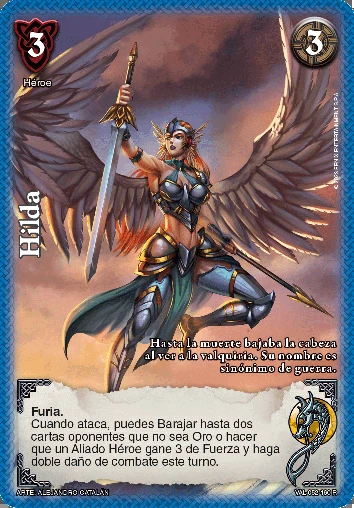 3
Héroe
3
Hilda
Hasta la muerte bajaba la cabeza
al ver a la valquiria. Su nombre es
sinónimo de guerra.
Furia.
Cuando ataca, puedes Barajar hasta dos
cartas oponentes que no sea Oro o hacer
que un Aliado Héroe gane 3 de Fuerza y haga
doble daño de combate este turno.
ARTE: ALEJANDRO CATALÁN